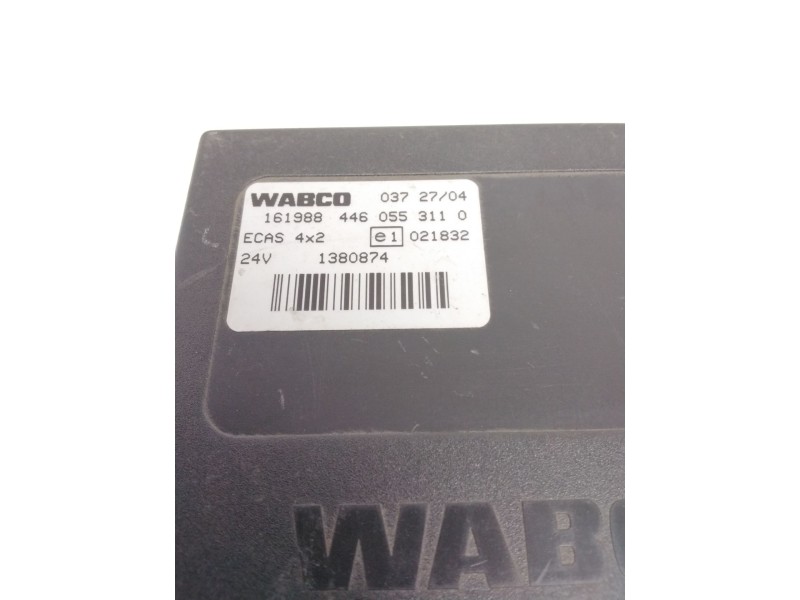 WABCO 037 27/04
161988 446 055 311 0
ECAS 4x2 e1 021832
24V 1380874
WABC